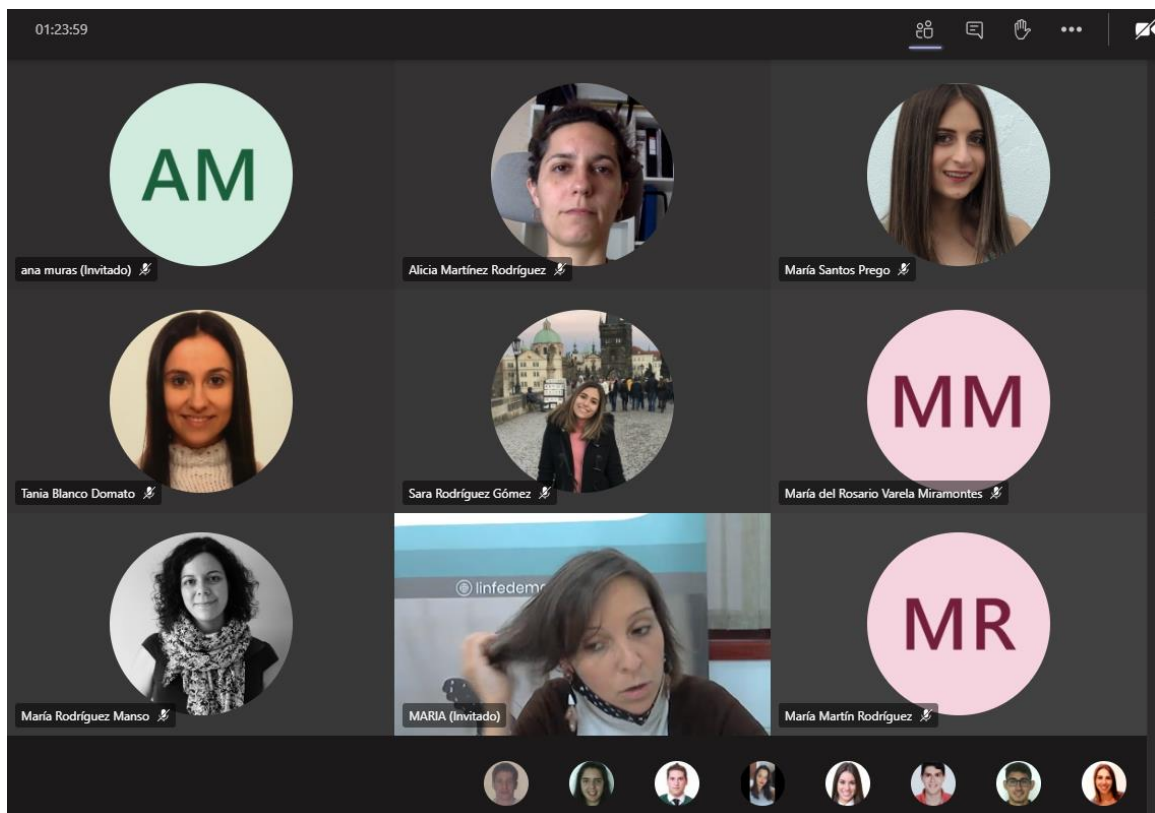 01:23:59
AM
ana muras (Invitado)
Alicia Martínez Rodríguez
María Santos Prego
Tania Blanco Domato
Sara Rodríguez Gómez
MM
María del Rosario Varela Miramontes
María Rodríguez Manso
linfedem
MARIA (Invitado)
MR
María Martín Rodríguez